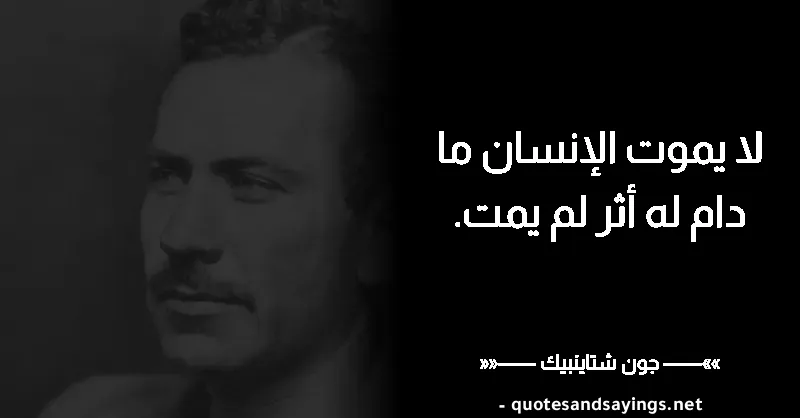 لا يموت الإنسان ما
دام له أثر لم يمت.
»»—— جون شتاينبيك ——««
- quotesandsayings.net